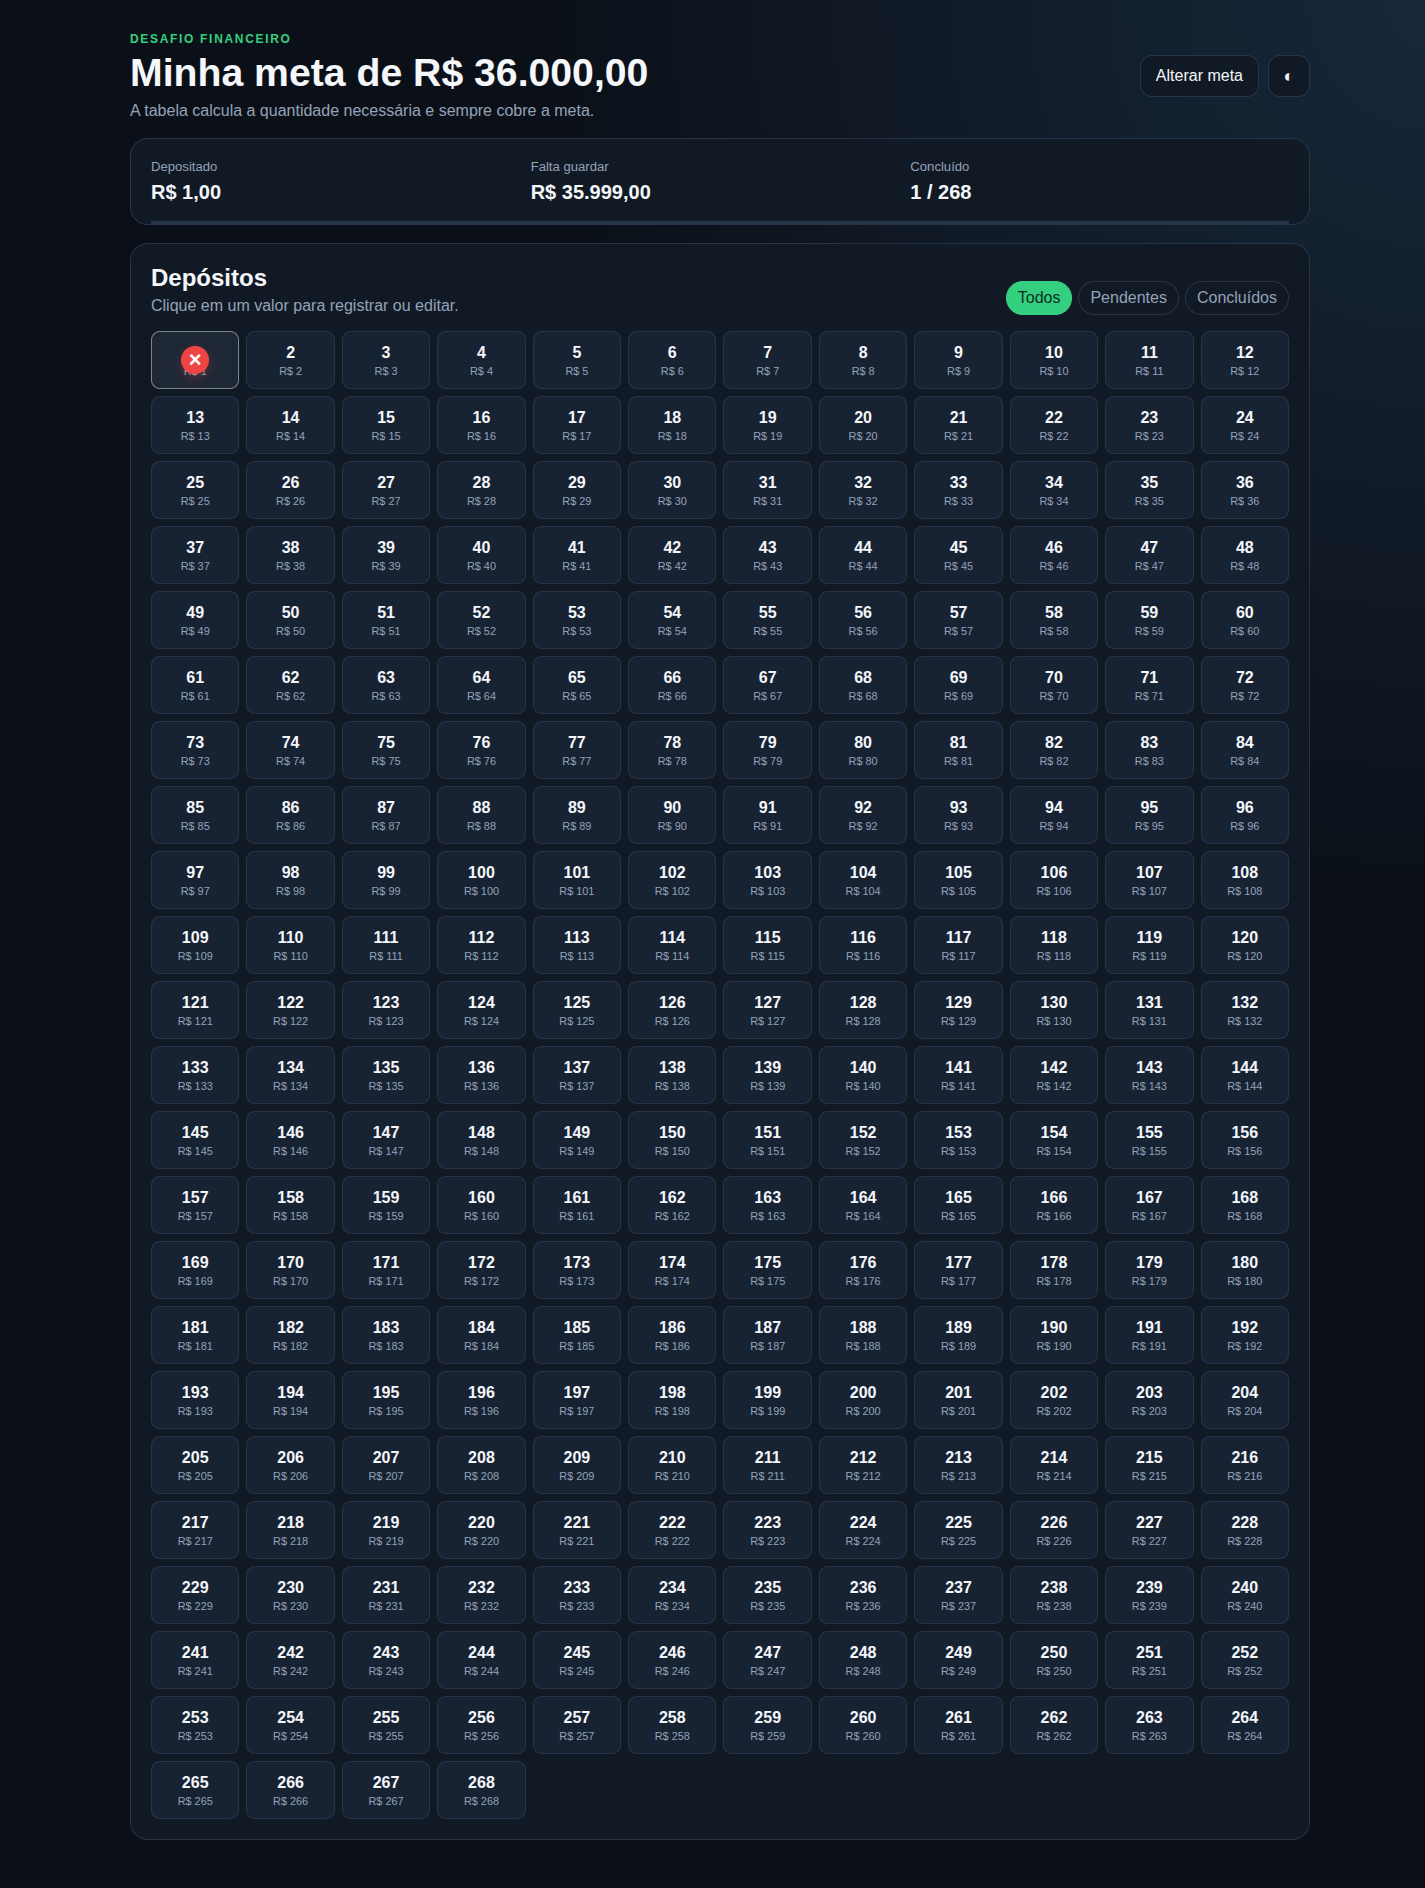 DESAFIO FINANCEIRO
Minha meta de R$ 36.000,00
A tabela calcula a quantidade necessária e sempre cobre a meta.
Alterar meta
Depositado Falta guardar Concluído
R$ 1,00 R$ 35.999,00 1 / 268
Depósitos
Clique em um valor para registrar ou editar.
Todos Pendentes Concluídos
2 3 4 5 6 7 8 9 10 11 12
R$ 2 R$ 3 R$ 4 R$ 5 R$ 6 R$ 7 R$ 8 R$ 9 R$ 10 R$ 11 R$ 12
13 14 15 16 17 18 19 20 21 22 23 24
R$ 13 R$ 14 R$ 15 R$ 16 R$ 17 R$ 18 R$ 19 R$ 20 R$ 21 R$ 22 R$ 23 R$ 24
25 26 27 28 29 30 31 32 33 34 35 36
R$ 25 R$ 26 R$ 27 R$ 28 R$ 29 R$ 30 R$ 31 R$ 32 R$ 33 R$ 34 R$ 35 R$ 36
37 38 39 40 41 42 43 44 45 46 47 48
R$ 37 R$ 38 R$ 39 R$ 40 R$ 41 R$ 42 R$ 43 R$ 44 R$ 45 R$ 46 R$ 47 R$ 48
49 50 51 52 53 54 55 56 57 58 59 60
R$ 49 R$ 50 R$ 51 R$ 52 R$ 53 R$ 54 R$ 55 R$ 56 R$ 57 R$ 58 R$ 59 R$ 60
61 62 63 64 65 66 67 68 69 70 71 72
R$ 61 R$ 62 R$ 63 R$ 64 R$ 65 R$ 66 R$ 67 R$ 68 R$ 69 R$ 70 R$ 71 R$ 72
73 74 75 76 77 78 79 80 81 82 83 84
R$ 73 R$ 74 R$ 75 R$ 76 R$ 77 R$ 78 R$ 79 R$ 80 R$ 81 R$ 82 R$ 83 R$ 84
85 86 87 88 89 90 91 92 93 94 95 96
R$ 85 R$ 86 R$ 87 R$ 88 R$ 89 R$ 90 R$ 91 R$ 92 R$ 93 R$ 94 R$ 95 R$ 96
97 98 99 100 101 102 103 104 105 106 107 108
R$ 97 R$ 98 R$ 99 R$ 100 R$ 101 R$ 102 R$ 103 R$ 104 R$ 105 R$ 106 R$ 107 R$ 108
109 110 111 112 113 114 115 116 117 118 119 120
R$ 109 R$ 110 R$ 111 R$ 112 R$ 113 R$ 114 R$ 115 R$ 116 R$ 117 R$ 118 R$ 119 R$ 120
121 122 123 124 125 126 127 128 129 130 131 132
R$ 121 R$ 122 R$ 123 R$ 124 R$ 125 R$ 126 R$ 127 R$ 128 R$ 129 R$ 130 R$ 131 R$ 132
133 134 135 136 137 138 139 140 141 142 143 144
R$ 133 R$ 134 R$ 135 R$ 136 R$ 137 R$ 138 R$ 139 R$ 140 R$ 141 R$ 142 R$ 143 R$ 144
145 146 147 148 149 150 151 152 153 154 155 156
R$ 145 R$ 146 R$ 147 R$ 148 R$ 149 R$ 150 R$ 151 R$ 152 R$ 153 R$ 154 R$ 155 R$ 156
157 158 159 160 161 162 163 164 165 166 167 168
R$ 157 R$ 158 R$ 159 R$ 160 R$ 161 R$ 162 R$ 163 R$ 164 R$ 165 R$ 166 R$ 167 R$ 168
169 170 171 172 173 174 175 176 177 178 179 180
R$ 169 R$ 170 R$ 171 R$ 172 R$ 173 R$ 174 R$ 175 R$ 176 R$ 177 R$ 178 R$ 179 R$ 180
181 182 183 184 185 186 187 188 189 190 191 192
R$ 181 R$ 182 R$ 183 R$ 184 R$ 185 R$ 186 R$ 187 R$ 188 R$ 189 R$ 190 R$ 191 R$ 192
193 194 195 196 197 198 199 200 201 202 203 204
R$ 193 R$ 194 R$ 195 R$ 196 R$ 197 R$ 198 R$ 199 R$ 200 R$ 201 R$ 202 R$ 203 R$ 204
205 206 207 208 209 210 211 212 213 214 215 216
R$ 205 R$ 206 R$ 207 R$ 208 R$ 209 R$ 210 R$ 211 R$ 212 R$ 213 R$ 214 R$ 215 R$ 216
217 218 219 220 221 222 223 224 225 226 227 228
R$ 217 R$ 218 R$ 219 R$ 220 R$ 221 R$ 222 R$ 223 R$ 224 R$ 225 R$ 226 R$ 227 R$ 228
229 230 231 232 233 234 235 236 237 238 239 240
R$ 229 R$ 230 R$ 231 R$ 232 R$ 233 R$ 234 R$ 235 R$ 236 R$ 237 R$ 238 R$ 239 R$ 240
241 242 243 244 245 246 247 248 249 250 251 252
R$ 241 R$ 242 R$ 243 R$ 244 R$ 245 R$ 246 R$ 247 R$ 248 R$ 249 R$ 250 R$ 251 R$ 252
253 254 255 256 257 258 259 260 261 262 263 264
R$ 253 R$ 254 R$ 255 R$ 256 R$ 257 R$ 258 R$ 259 R$ 260 R$ 261 R$ 262 R$ 263 R$ 264
265 266 267 268
R$ 265 R$ 266 R$ 267 R$ 268